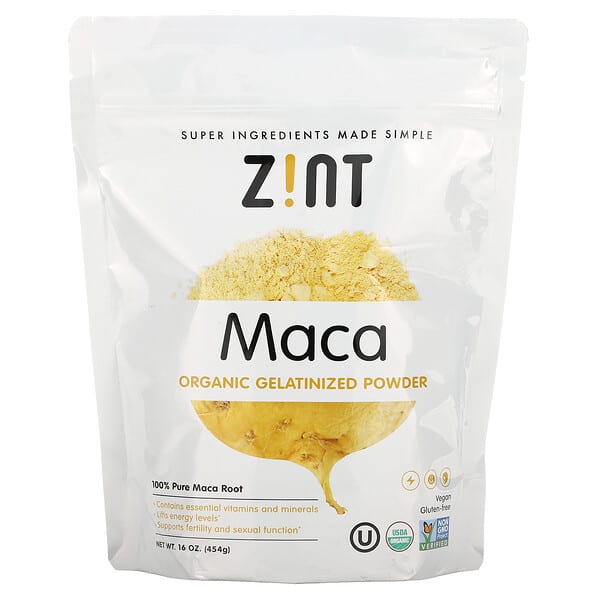 SUPER INGREDIENTS MADE SIMPLE
Z!NT
Maca
ORGANIC GELATINIZED POWDER
100% Pure Maca Root
· Contains essential vitamins and minerals
· Lifts energy levels*
· Supports fertility and sexual function*
NET WT. 16 OZ. (454g)
Vegan
Gluten-free
U
USDA
ORGANIC
NON
GMO
Project
VERIFIED